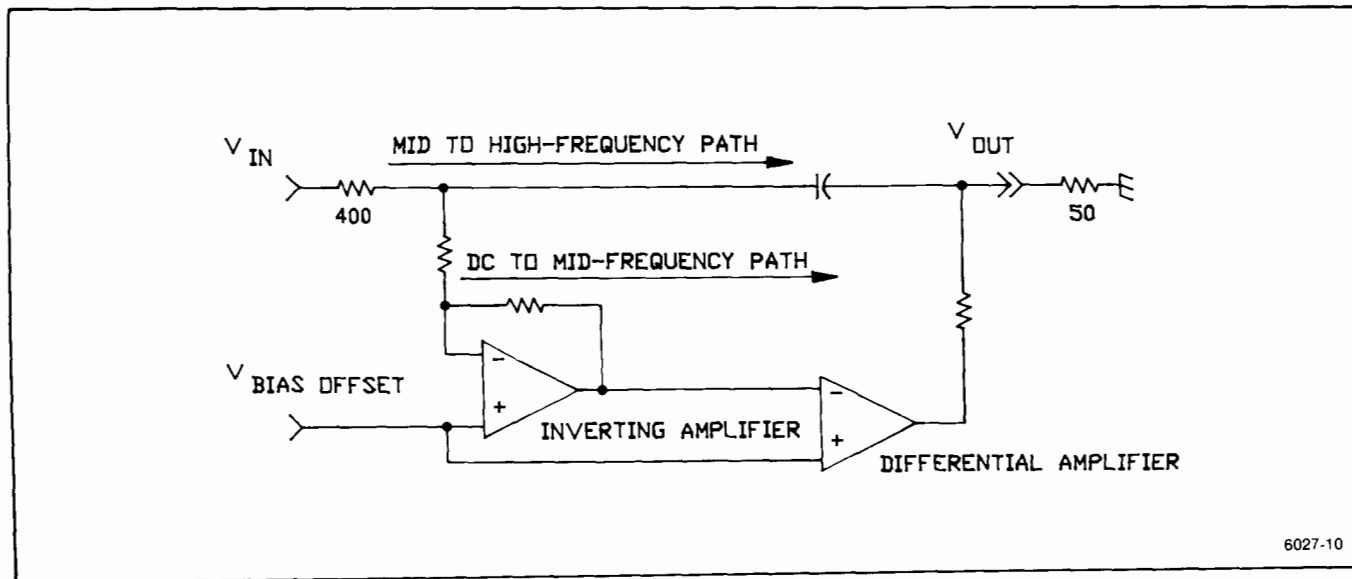 V IN
MID TO HIGH-FREQUENCY PATH
V OUT
400
50
DC TO MID-FREQUENCY PATH
V BIAS OFFSET
-
+
INVERTING AMPLIFIER
-
+
DIFFERENTIAL AMPLIFIER
6027-10